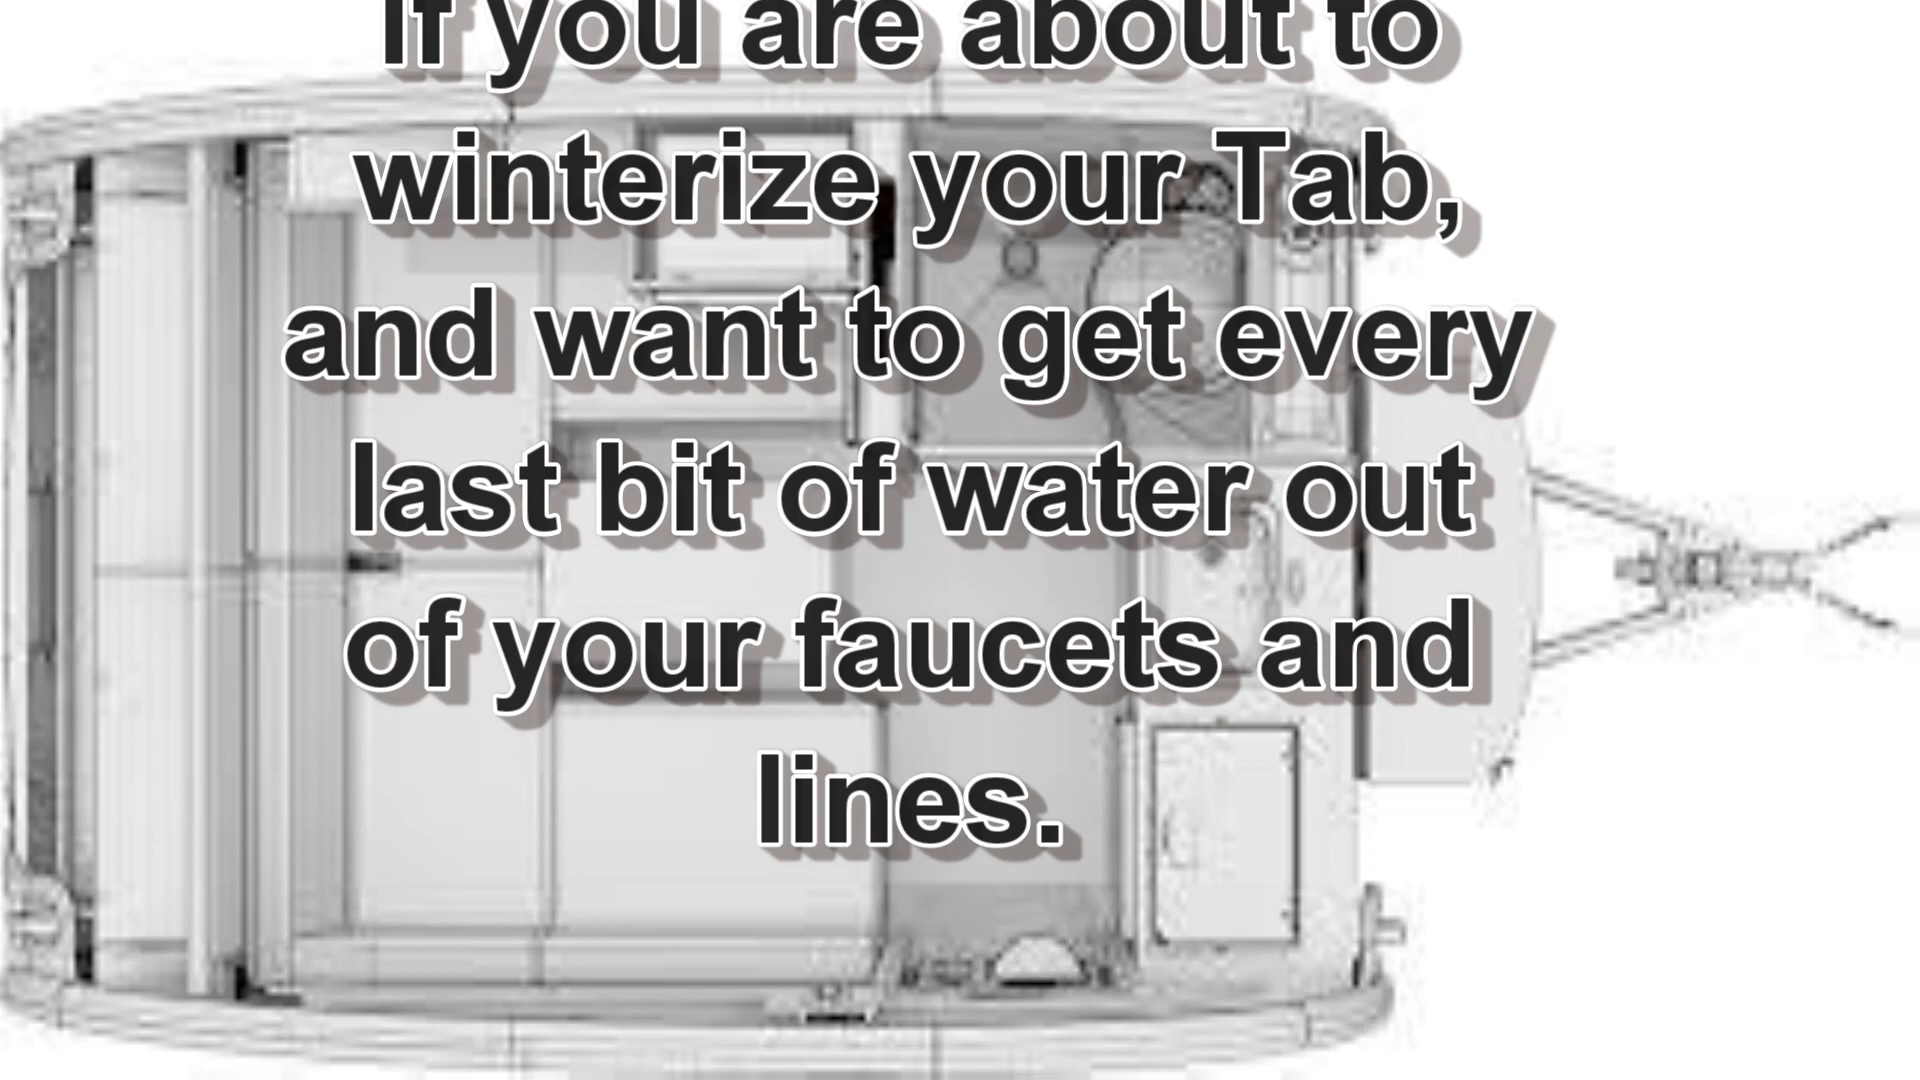 If you are about to
winterize your Tab,
and want to get every
last bit of water out
of your faucets and
lines.